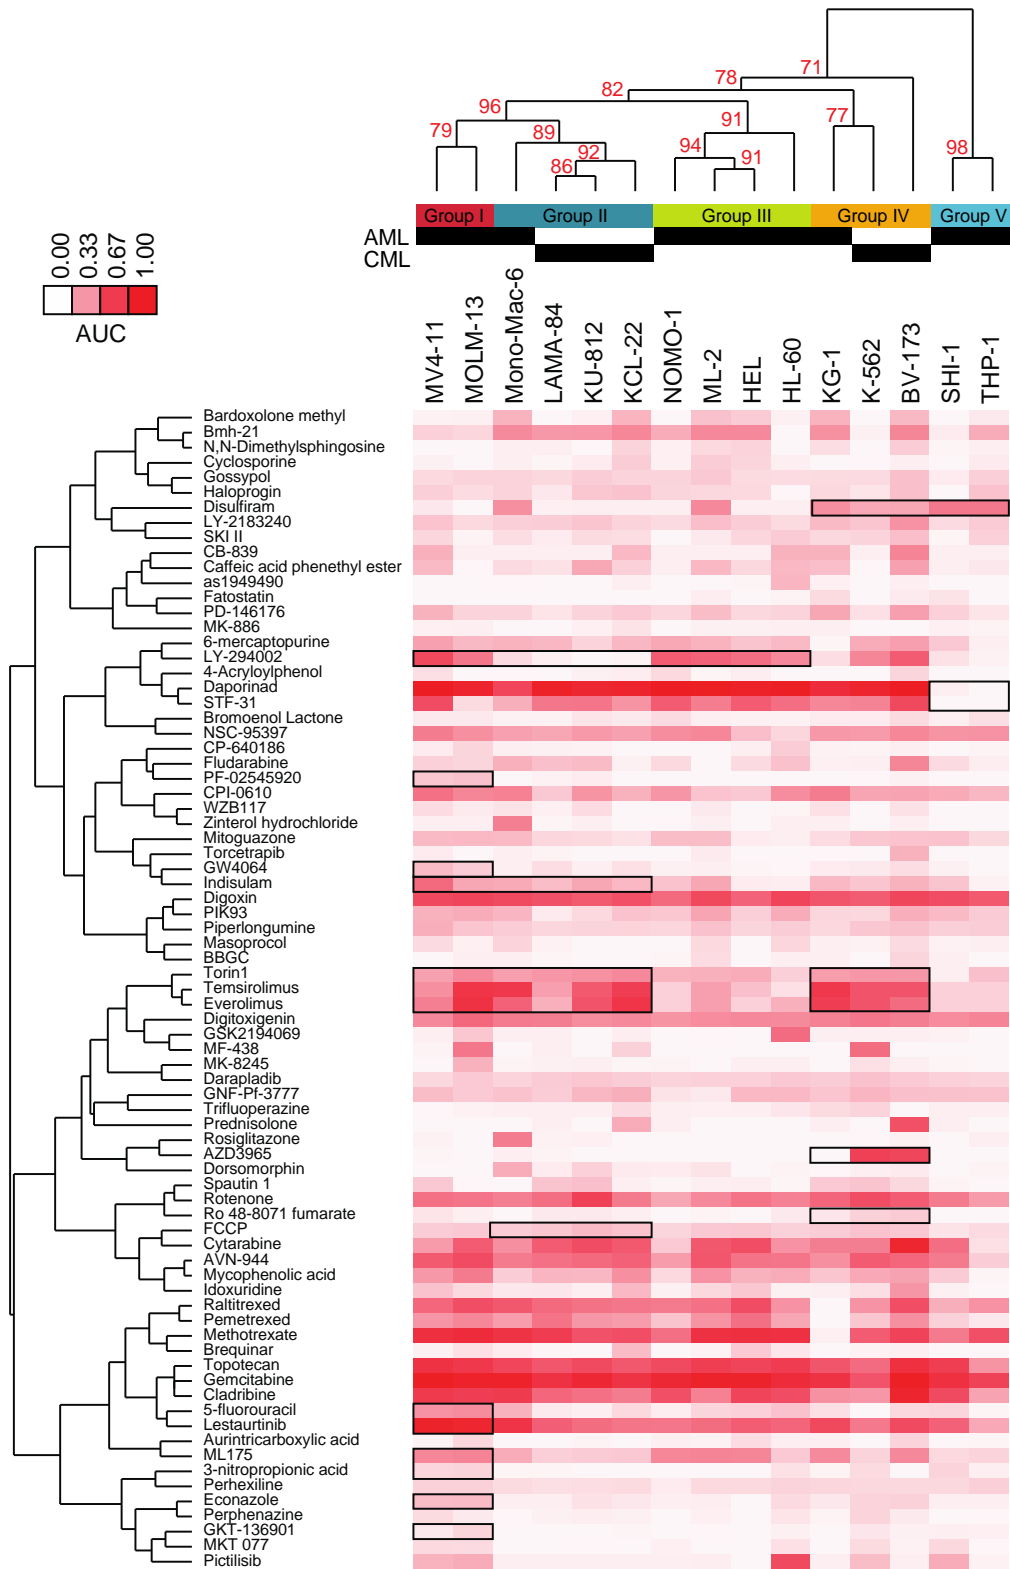 71
78
82
96
77
79
89
91
92
94
86
91
98
Group I
Group II
Group III
Group IV
Group V
AML
CML
0.00
0.33
0.67
1.00
AUC
MV4-11
MOLM-13
Mono-Mac-6
LAMA-84
KU-812
KCL-22
NOMO-1
ML-2
HEL
HL-60
KG-1
K-562
BV-173
SHI-1
THP-1
Bardoxolone methyl
Bmh-21
N,N-Dimethylsphingosine
Cyclosporine
Gossypol
Haloprogin
Disulfiram
LY-2183240
SKI II
CB-839
Caffeic acid phenethyl ester
as1949490
Fatostatin
PD-146176
MK-886
6-mercaptopurine
LY-294002
4-Acryloylphenol
Daporinad
STF-31
Bromoenol Lactone
NSC-95397
CP-640186
Fludarabine
PF-02545920
CPI-0610
WZB117
Zinterol hydrochloride
Mitoguazone
Torcetrapib
GW4064
Indisulam
Digoxin
PIK93
Piperlongumine
Masoprocol
BBGC
Torin1
Temsirolimus
Everolimus
Digitoxigenin
GSK2194069
MF-438
MK-8245
Darapladib
GNF-Pf-3777
Trifluoperazine
Prednisolone
Rosiglitazone
AZD3965
Dorsomorphin
Spautin 1
Rotenone
Ro 48-8071 fumarate
FCCP
Cytarabine
AVN-944
Mycophenolic acid
Idoxuridine
Raltitrexed
Pemetrexed
Methotrexate
Brequinar
Topotecan
Gemcitabine
Cladribine
5-fluorouracil
Lestaurtinib
Aurintricarboxylic acid
ML175
3-nitropropionic acid
Perhexiline
Econazole
Perphenazine
GKT-136901
MKT 077
Pictilisib